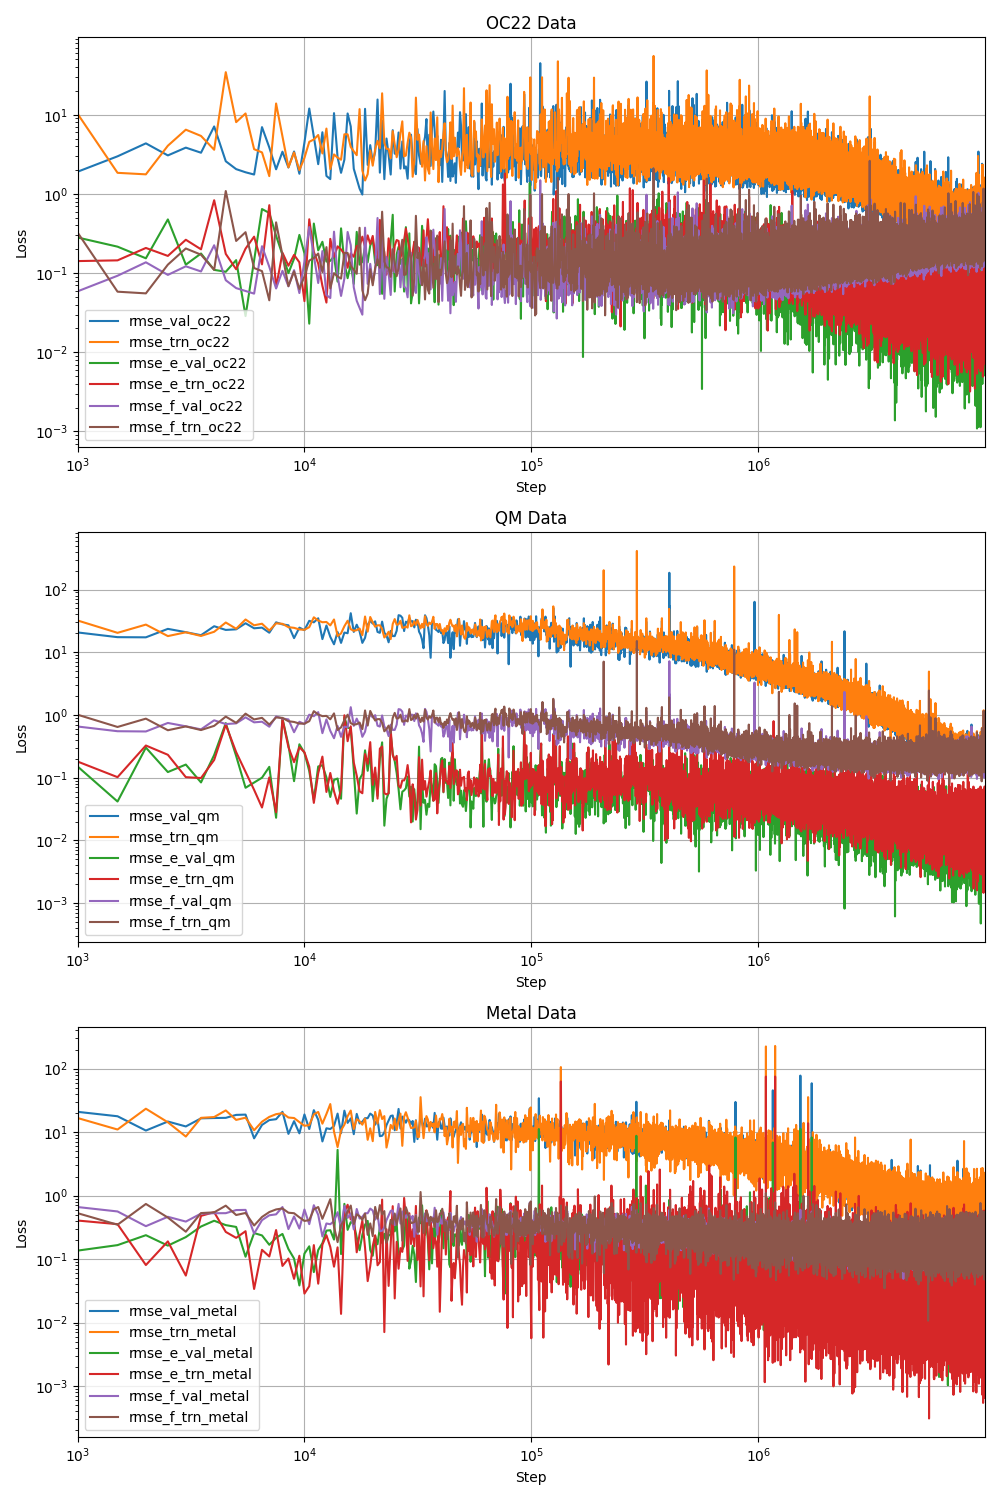 OC22 Data
Loss
10^1
10^0
10^-1
10^-2
10^-3
rmse_val_oc22
rmse_trn_oc22
rmse_e_val_oc22
rmse_e_trn_oc22
rmse_f_val_oc22
rmse_f_trn_oc22
10^3 10^4 10^5 10^6
Step
QM Data
Loss
10^2
10^1
10^0
10^-1
10^-2
10^-3
rmse_val_qm
rmse_trn_qm
rmse_e_val_qm
rmse_e_trn_qm
rmse_f_val_qm
rmse_f_trn_qm
10^3 10^4 10^5 10^6
Step
Metal Data
Loss
10^2
10^1
10^0
10^-1
10^-2
10^-3
rmse_val_metal
rmse_trn_metal
rmse_e_val_metal
rmse_e_trn_metal
rmse_f_val_metal
rmse_f_trn_metal
10^3 10^4 10^5 10^6
Step